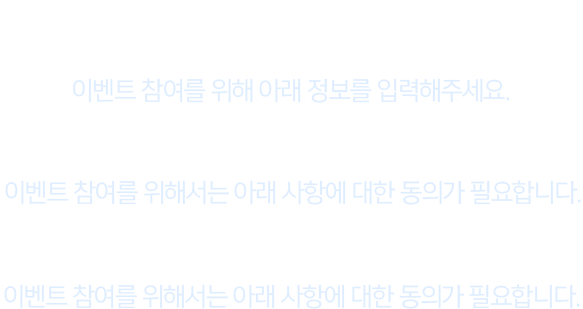 이벤트 참여를 위해 아래 정보를 입력해주세요.
이벤트 참여를 위해서는 아래 사항에 대한 동의가 필요합니다.
이벤트 참여를 위해서는 아래 사항에 대한 동의가 필요합니다.